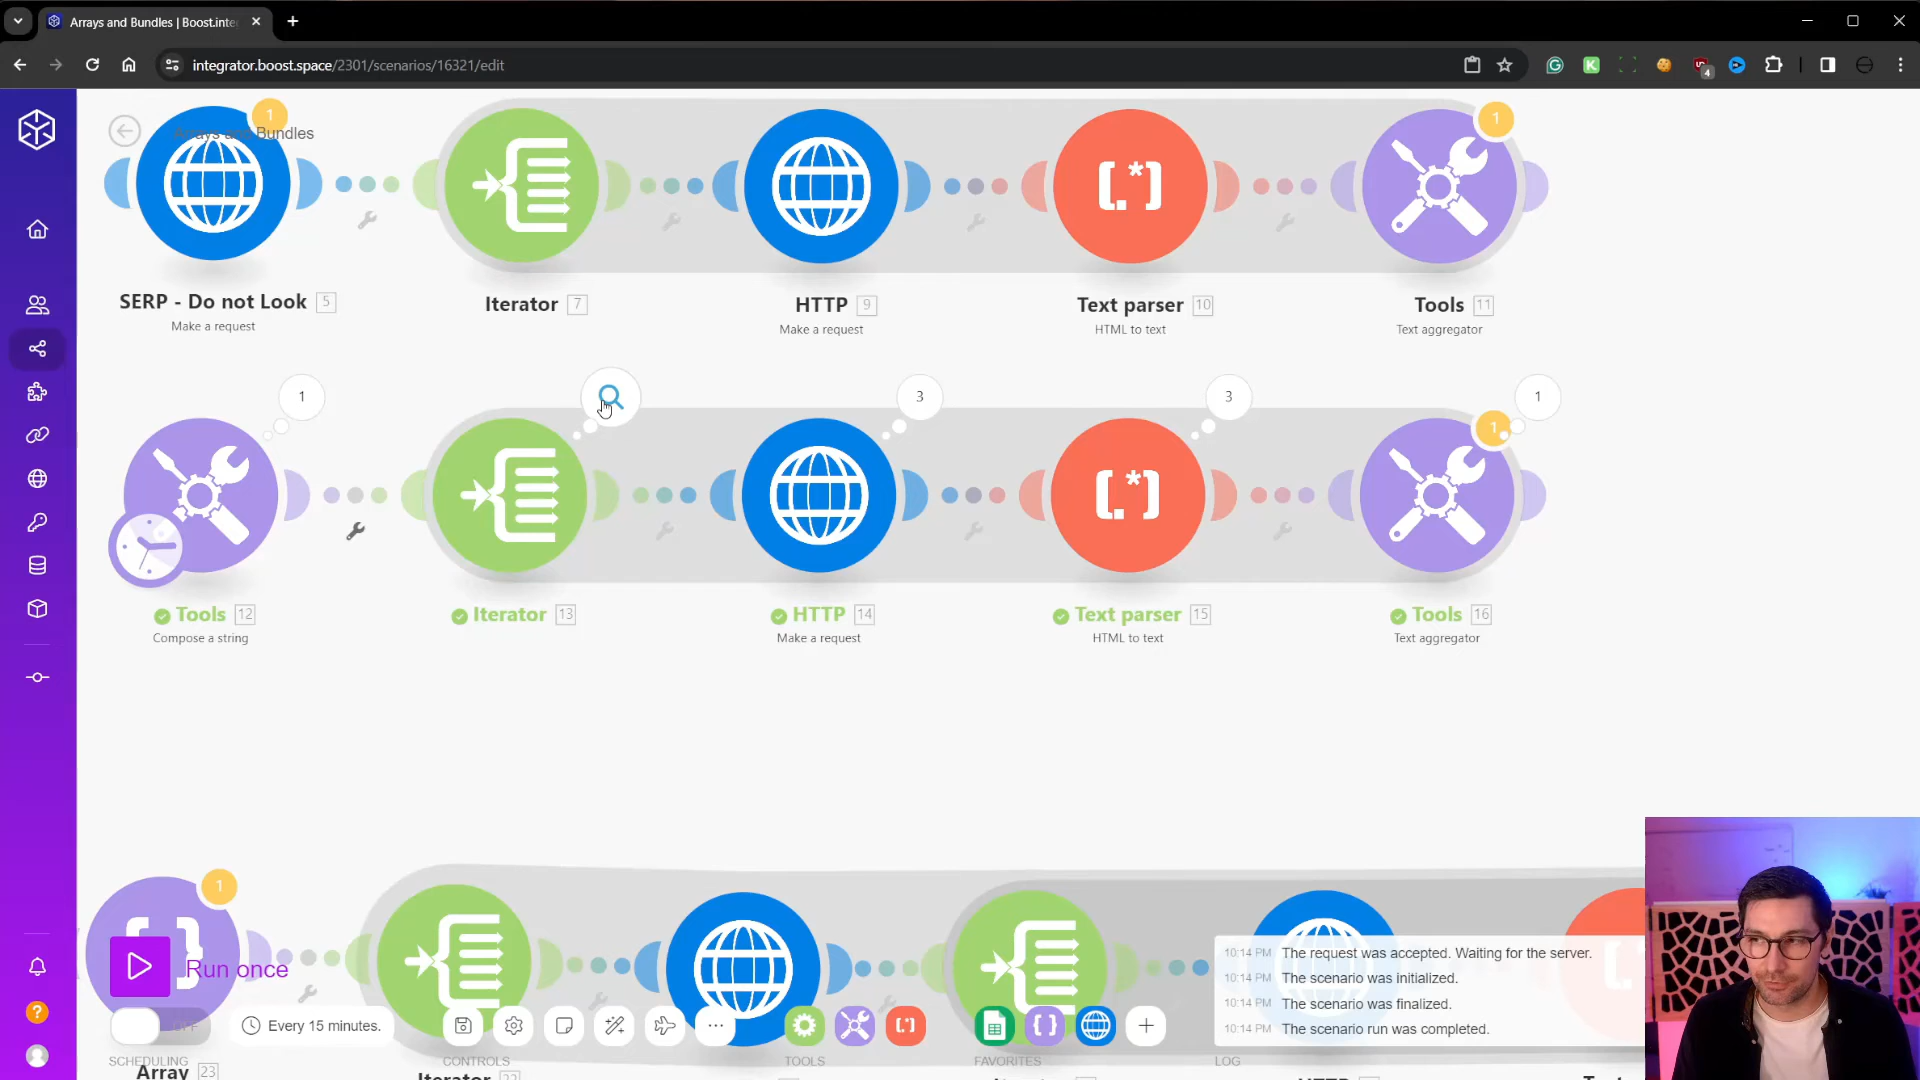 Arrays and Bundles | Boost.inte
integrator.boost.space/2301/scenarios/16321/edit
4
Arrays and Bundles
1
1
SERP - Do not Look 5
Make a request
Iterator 7
HTTP 9
Make a request
Text parser 10
HTML to text
Tools 11
Text aggregator
1
3
3
1
1
Tools 12
Compose a string
Iterator 13
HTTP 14
Make a request
Text parser 15
HTML to text
Tools 16
Text aggregator
1
Run once
10:14 PM The request was accepted. Waiting for the server.
10:14 PM The scenario was initialized.
10:14 PM The scenario was finalized.
10:14 PM The scenario run was completed.
OFF
Every 15 minutes.
SCHEDULING
CONTROLS
TOOLS
FAVORITES
LOG
Array 23